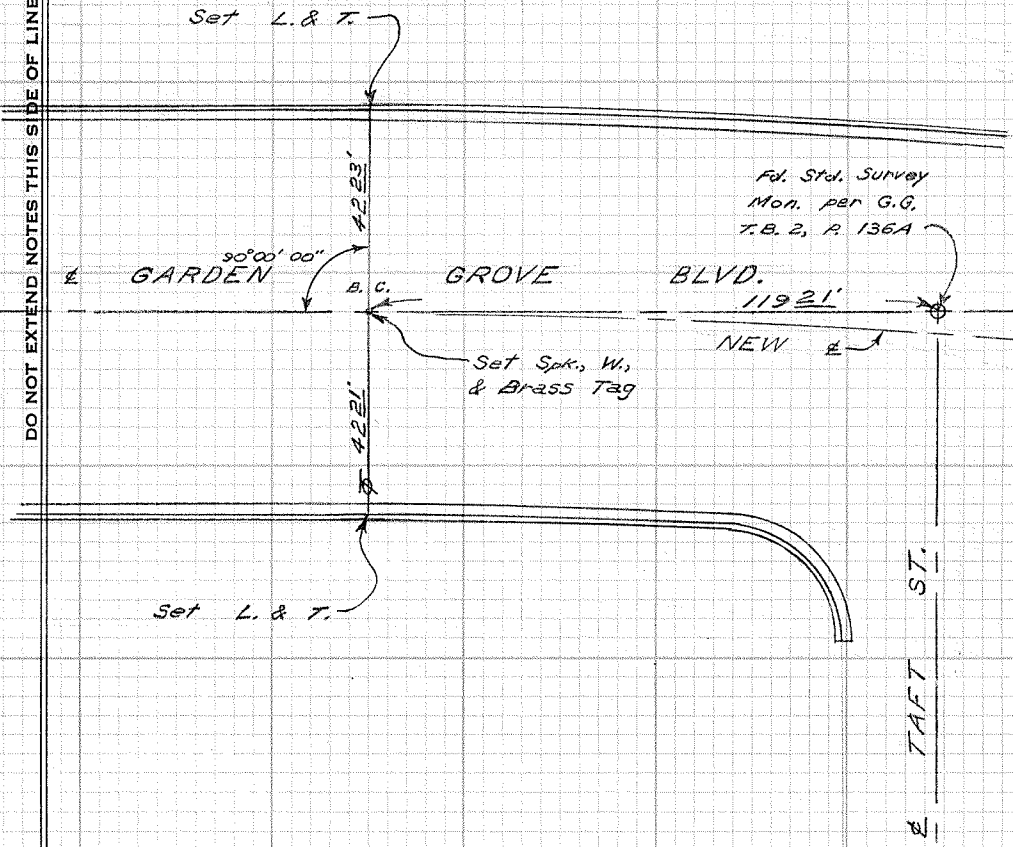 DO NOT EXTEND NOTES THIS SIDE OF LINE
Set L. & T.
42 23'
Fd. Std. Survey
Mon. per G.G.
T.B. 2, P. 136A
90°00'00"
℄ GARDEN GROVE BLVD.
B. C.
119 21'
NEW ℄
Set Spk., W.,
& Brass Tag
42 21'
Set L. & T.
℄ TAFT ST.